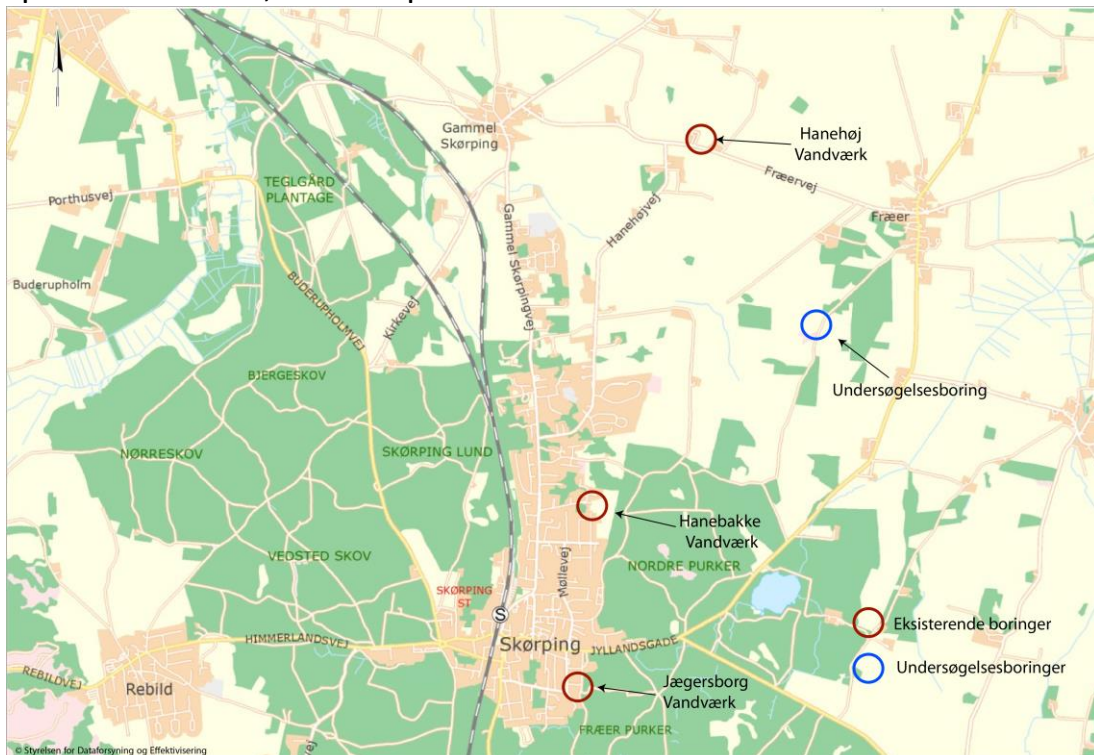 Gammel
Skørping
Hanehøj
Vandværk
Porthusvej
TEGLGÅRD
PLANTAGE
Fræervej
Fræer
Gammel Skørpingvej
Hanehøjvej
Buderupholm
BUDERUPHOLMVEJ
Kirkevej
BJERGESKOV
Undersøgelsesboring
NØRRESKOV
SKØRPING LUND
Hanebakke
Vandværk
VEDSTED SKOV
Møllevej
NORDRE PURKER
SKØRPING
ST
S
Eksisterende boringer
HIMMERLANDSVEJ
Skørping
JYLLANDSGADE
Undersøgelsesboringer
REBILDVEJ
Rebild
Jægersborg
Vandværk
FRÆER PURKER
© Styrelsen for Dataforsyning og Effektivisering